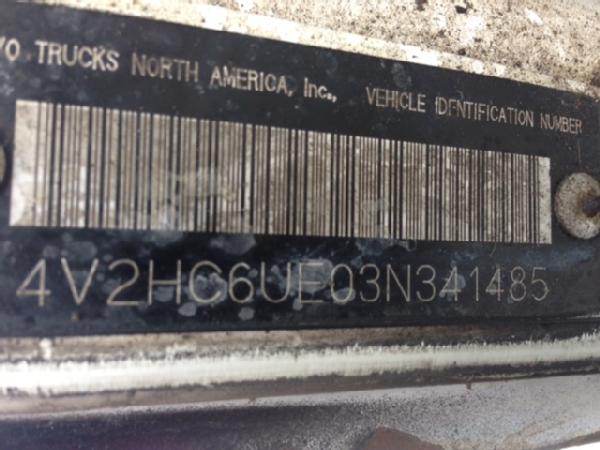 /O TRUCKS NORTH AMERICA, Inc., VEHICLE IDENTIFICATION NUMBER
4V2HC6UE03N341485